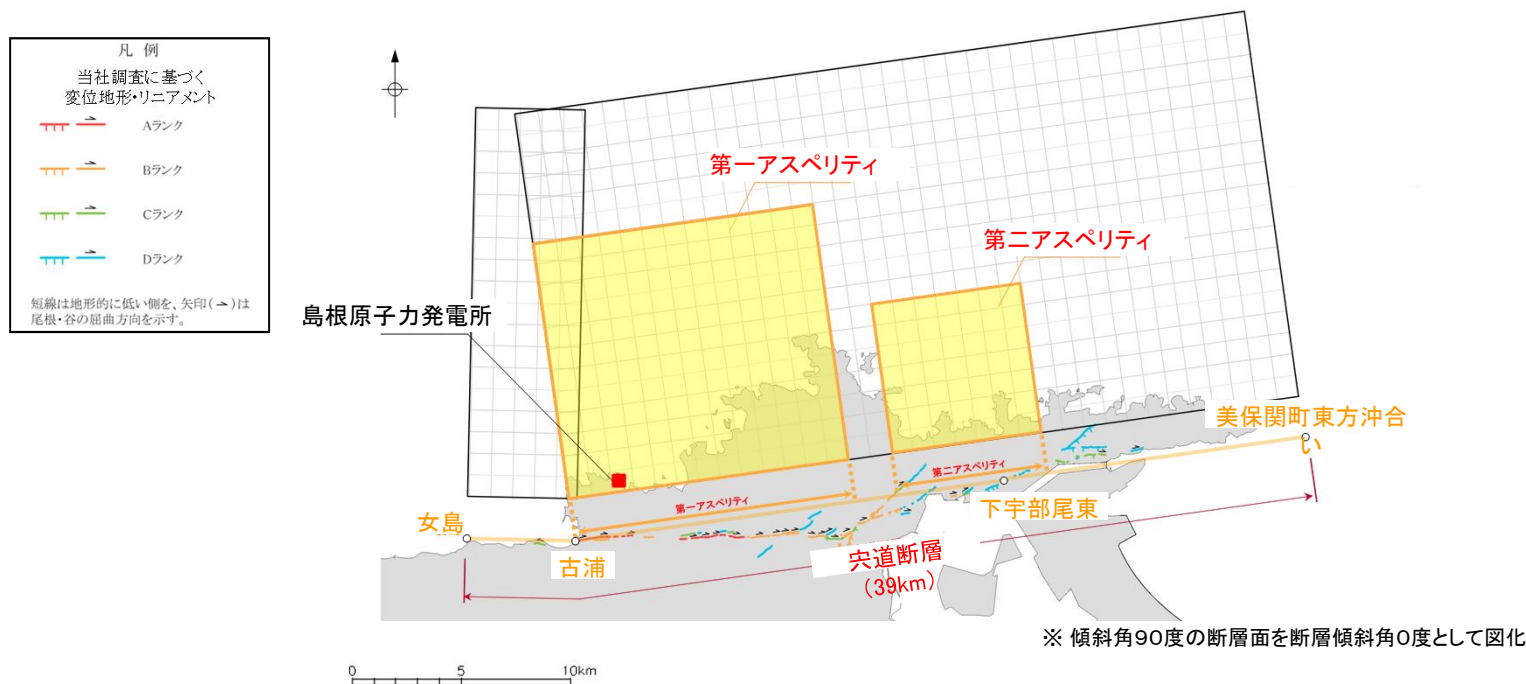 凡 例
当社調査に基づく
変位地形・リニアメント
Aランク
Bランク
Cランク
Dランク
短線は地形的に低い側を、矢印(⇀)は
尾根・谷の屈曲方向を示す。
第一アスペリティ
第二アスペリティ
島根原子力発電所
美保関町東方沖合
い
第二アスペリティ
第一アスペリティ
下宇部尾東
女島
古浦
宍道断層
(39km)
※ 傾斜角90度の断層面を断層傾斜角0度として図化
0 5 10km